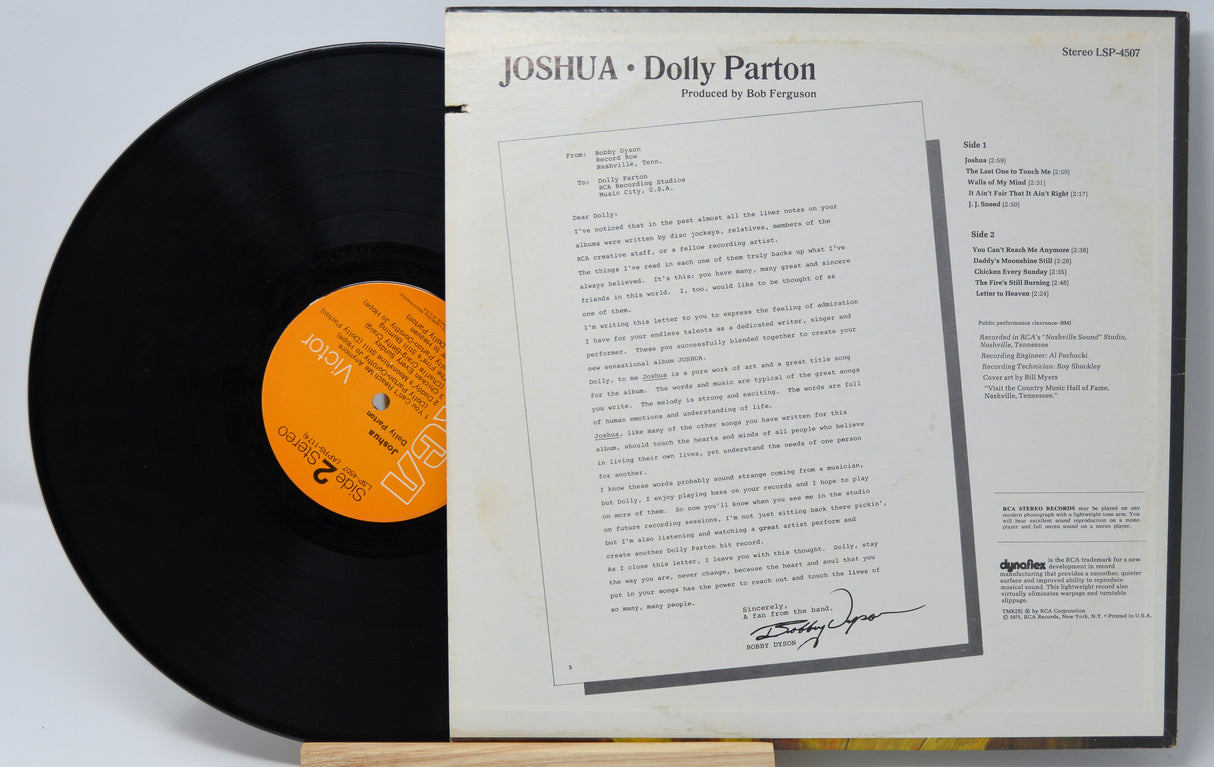 JOSHUA • Dolly Parton
Produced by Bob Ferguson
Stereo LSP-4507
From: Bobby Dyson
Record Row
Nashville, Tenn.
To: Dolly Parton
RCA Recording Studios
Music City, U.S.A.
Dear Dolly:
I've noticed that in the past almost all the liner notes on your
albums were written by disc jockeys, relatives, members of the
RCA creative staff, or a fellow recording artist.
The things I've read in each one of them truly backs up what I've
always believed. It's this: you have many, many great and sincere
friends in this world. I, too, would like to be thought of as
one of them.
I'm writing this letter to you to express the feeling of admiration
I have for your endless talents as a dedicated writer, singer and
performer. These you successfully blended together to create your
new sensational album JOSHUA.
Dolly, to me Joshua is a pure work of art and a great title song
for the album. The words and music are typical of the great songs
you write. The melody is strong and exciting. The words are full
of human emotions and understanding of life.
Joshua, like many of the other songs you have written for this
album, should touch the hearts and minds of all people who believe
in living their own lives, yet understand the needs of one person
for another.
I know these words probably sound strange coming from a musician,
but Dolly, I enjoy playing bass on your records and I hope to play
on more of them. So now you'll know when you see me in the studio
on future recording sessions, I'm not just sitting back there pickin',
but I'm also listening and watching a great artist perform and
create another Dolly Parton hit record.
As I close this letter, I leave you with this thought. Dolly, stay
the way you are, never change, because the heart and soul that you
put in your songs has the power to reach out and touch the lives of
so many, many people.
Sincerely,
A fan from the band.
Bobby Dyson
BOBBY DYSON
3
Side 1
Joshua (2:59)
The Last One to Touch Me (2:59)
Walls of My Mind (2:31)
It Ain't Fair That It Ain't Right (2:17)
J. J. Sneed (2:50)
Side 2
You Can't Reach Me Anymore (2:36)
Daddy's Moonshine Still (3:28)
Chicken Every Sunday (2:35)
The Fire's Still Burning (2:48)
Letter to Heaven (2:24)
Public performance clearance-BMI
Recorded in RCA's "Nashville Sound" Studio,
Nashville, Tennessee
Recording Engineer: Al Pachucki
Recording Technician: Roy Shockley
Cover art by Bill Myers
"Visit the Country Music Hall of Fame,
Nashville, Tennessee."
RCA STEREO RECORDS may be played on any
modern phonograph with a lightweight tone arm. You
will hear excellent sound reproduction on a mono
player and full stereo sound on a stereo player.
dynaflex is the RCA trademark for a new
development in record
manufacturing that provides a smoother, quieter
surface and improved ability to reproduce
musical sound. This lightweight record also
virtually eliminates warpage and turntable
slippage.
TMK(S) ® by RCA Corporation
© 1971, RCA Records, New York, N.Y. • Printed in U.S.A.
Victor
RCA
Side 2 Stereo
LSP-4507 (APRS-1174)
Joshua
Dolly Parton